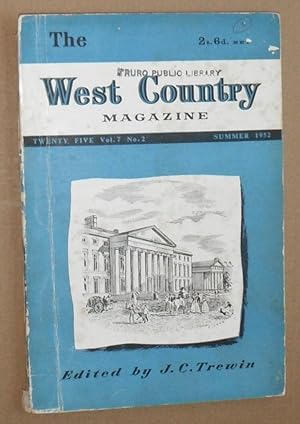 The 2s.6d. net
TRURO PUBLIC LIBRARY
West Country
MAGAZINE
TWENTY FIVE Vol.7 No.2 SUMMER 1952
Edited by J.C.Trewin